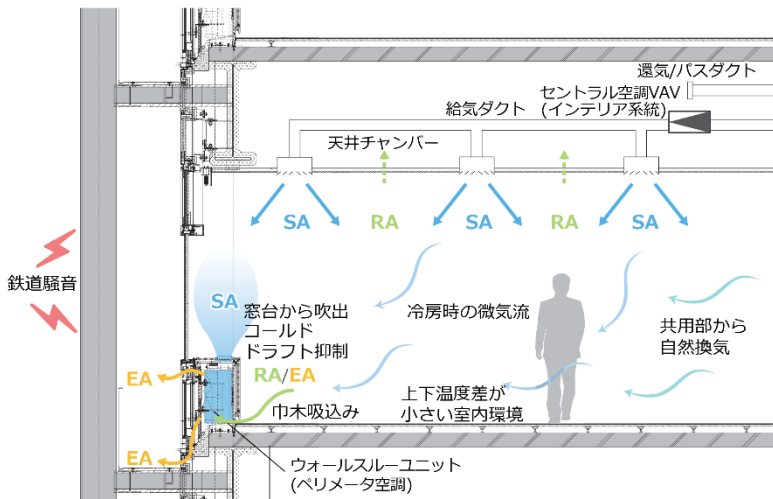 還気/パスダクト
セントラル空調VAV
(インテリア系統)
給気ダクト
天井チャンバー
SA
RA
SA
RA
SA
鉄道騒音
SA
窓台から吹出
コールド
ドラフト抑制
冷房時の微気流
共用部から
自然換気
EA
RA/EA
巾木吸込み
上下温度差が
小さい室内環境
EA
ウォールスルーユニット
(ペリメータ空調)